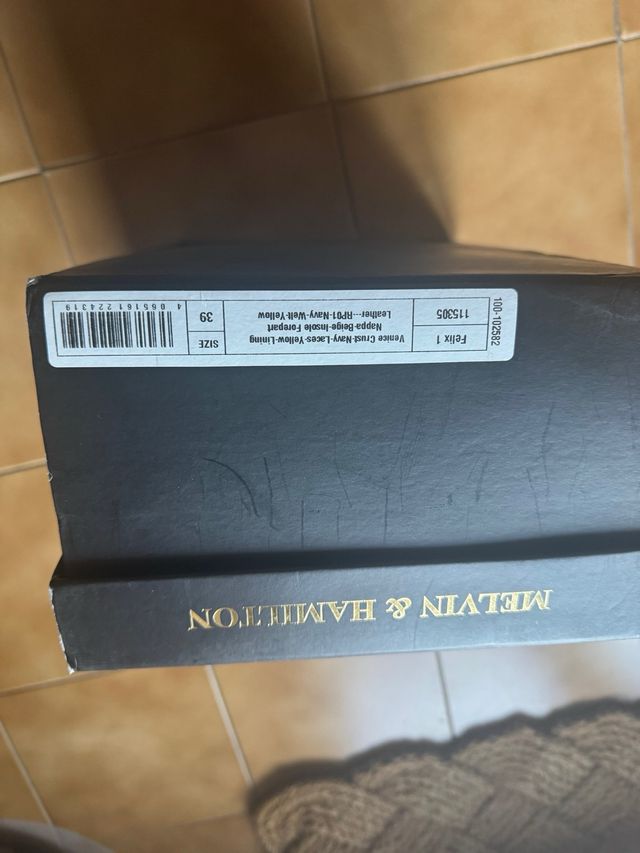 MELVIN & HAMILTON
100-102582
Felix 1
115305
Venice Crust-Navy-Laces-Yellow-Lining
Nappa-Beige-Insole Forepart
Leather---RP01-Navy-Welt-Yellow
SIZE
39
4 065161 224319